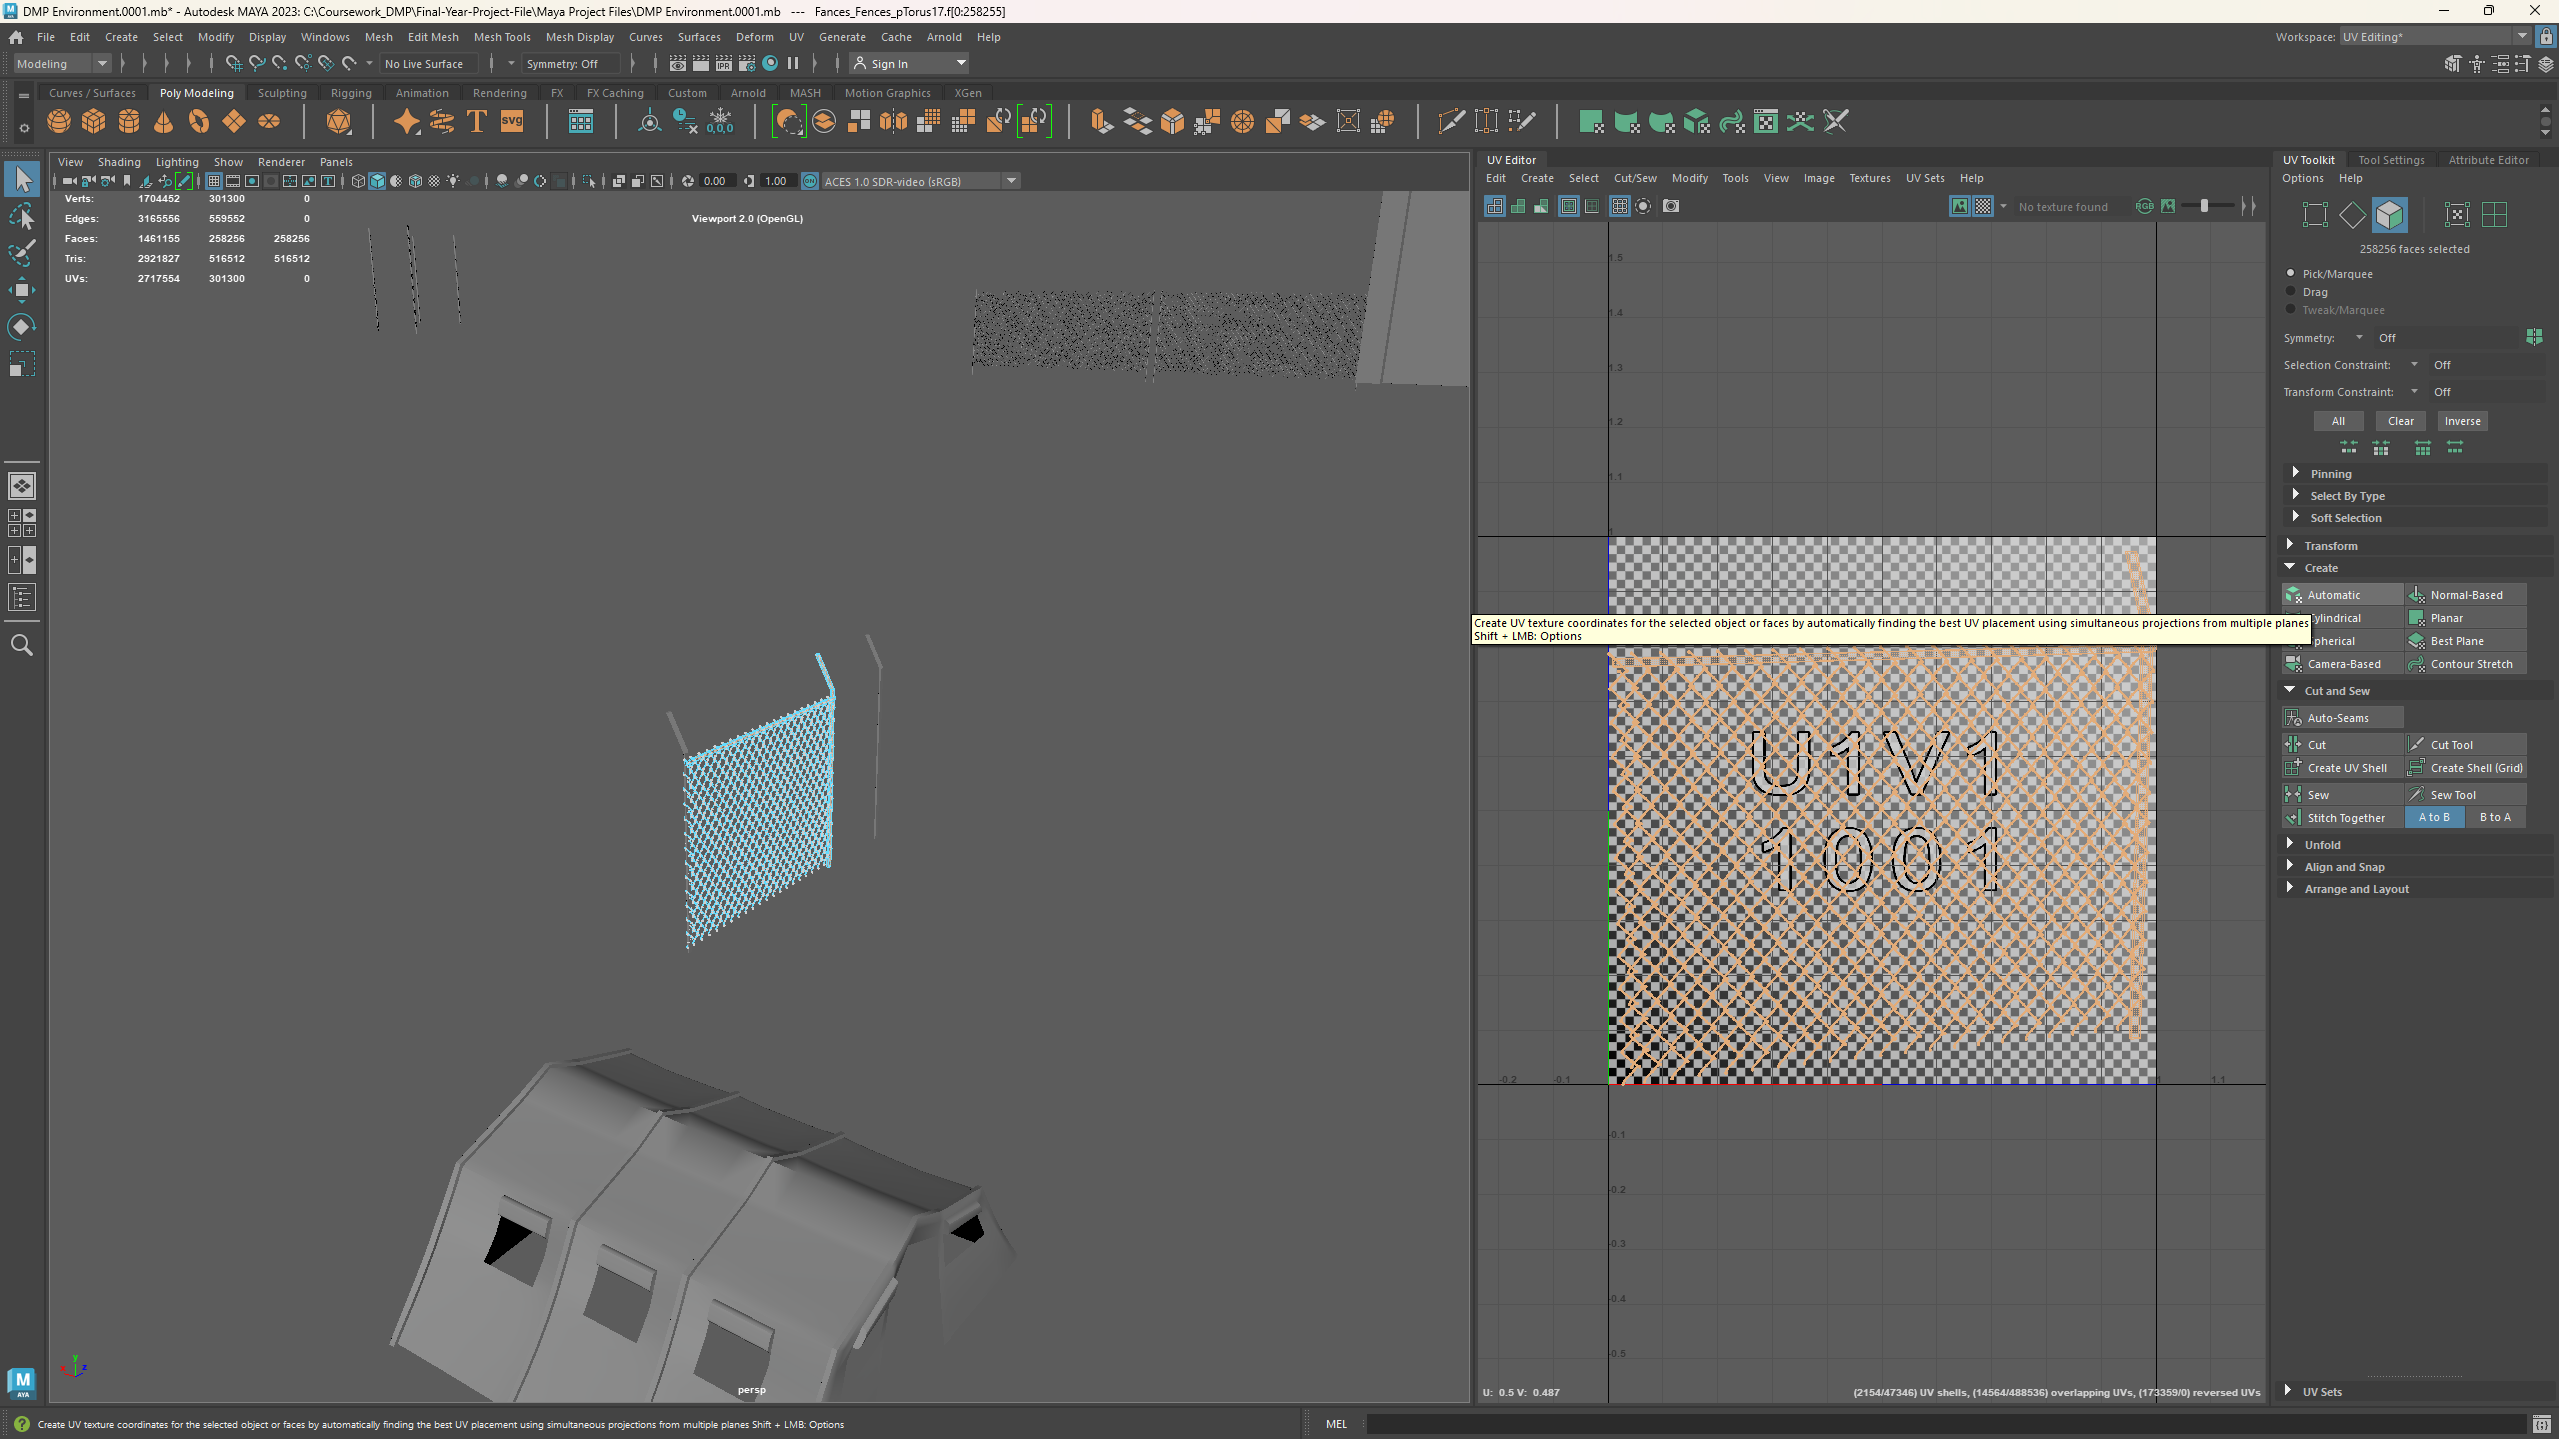 DMP Environment.0001.mb* - Autodesk MAYA 2023: C:\Coursework_DMP\Final-Year-Project-File\Maya Project Files\DMP Environment.0001.mb --- Fances_Fences_pTorus17.f[0:258255]
File Edit Create Select Modify Display Windows Mesh Edit Mesh Mesh Tools Mesh Display Curves Surfaces Deform UV Generate Cache Arnold Help
Workspace: UV Editing*
Modeling
No Live Surface
Symmetry: Off
IPR
Sign In
Curves / Surfaces Poly Modeling Sculpting Rigging Animation Rendering FX FX Caching Custom Arnold MASH Motion Graphics XGen
T
svg
0,0,0
View Shading Lighting Show Renderer Panels
0.00
1.00
ON
ACES 1.0 SDR-video (sRGB)
Verts: 1704452 301300 0
Edges: 3165556 559552 0
Faces: 1461155 258256 258256
Tris: 2921827 516512 516512
UVs: 2717554 301300 0
Viewport 2.0 (OpenGL)
persp
y
z
UV Editor
Edit Create Select Cut/Sew Modify Tools View Image Textures UV Sets Help
No texture found
RGB
1.5
1.4
1.3
1.2
1.1
1
U1V1
1001
-0.2
-0.1
1
1.1
-0.1
-0.2
-0.3
-0.4
-0.5
U: 0.5 V: 0.487
(2154/47346) UV shells, (14564/488536) overlapping UVs, (173359/0) reversed UVs
Create UV texture coordinates for the selected object or faces by automatically finding the best UV placement using simultaneous projections from multiple planes
Shift + LMB: Options
UV Toolkit Tool Settings Attribute Editor
Options Help
258256 faces selected
Pick/Marquee
Drag
Tweak/Marquee
Symmetry: Off
Selection Constraint: Off
Transform Constraint: Off
All Clear Inverse
Pinning
Select By Type
Soft Selection
Transform
Create
Automatic Normal-Based
ylindrical Planar
pherical Best Plane
Camera-Based Contour Stretch
Cut and Sew
Auto-Seams
Cut Cut Tool
Create UV Shell Create Shell (Grid)
Sew Sew Tool
Stitch Together A to B B to A
Unfold
Align and Snap
Arrange and Layout
UV Sets
M
AYA
Create UV texture coordinates for the selected object or faces by automatically finding the best UV placement using simultaneous projections from multiple planes Shift + LMB: Options
MEL